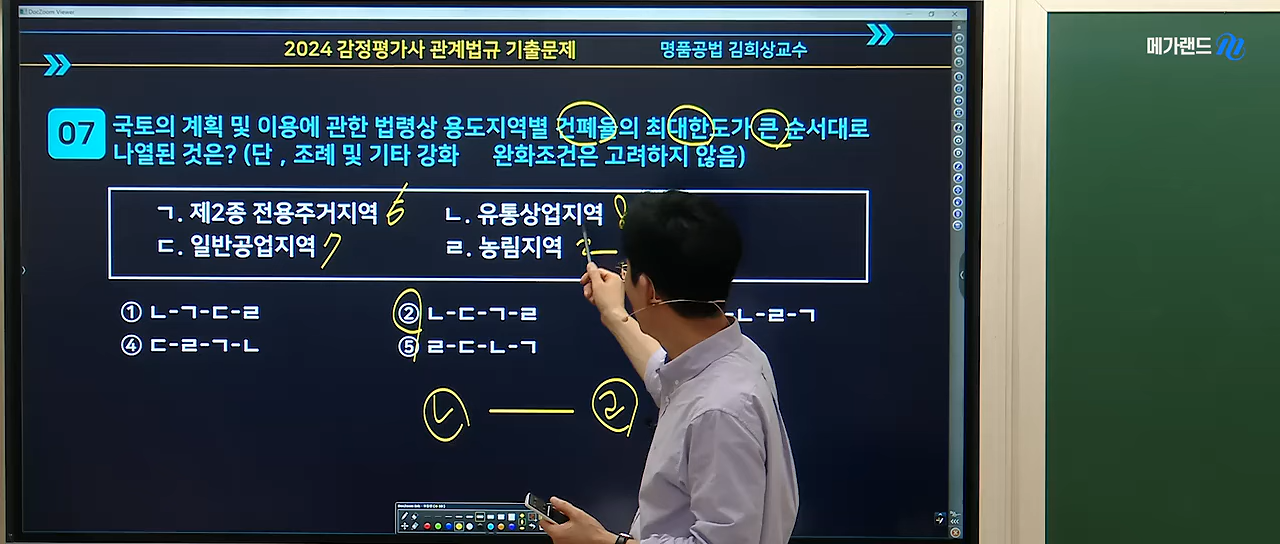 DocZoom Viewer
2024 감정평가사 관계법규 기출문제 명품공법 김희상교수
메가랜드
07 국토의 계획 및 이용에 관한 법령상 용도지역별 건폐율의 최대한도가 큰 순서대로
나열된 것은? (단 , 조례 및 기타 강화 완화조건은 고려하지 않음)
ㄱ. 제2종 전용주거지역 5 ㄴ. 유통상업지역 8
ㄷ. 일반공업지역 7 ㄹ. 농림지역 2
① ㄴ-ㄱ-ㄷ-ㄹ ② ㄴ-ㄷ-ㄱ-ㄹ -ㄴ-ㄹ-ㄱ
④ ㄷ-ㄹ-ㄱ-ㄴ ⑤ ㄹ-ㄷ-ㄴ-ㄱ
ㄴ ㄹ